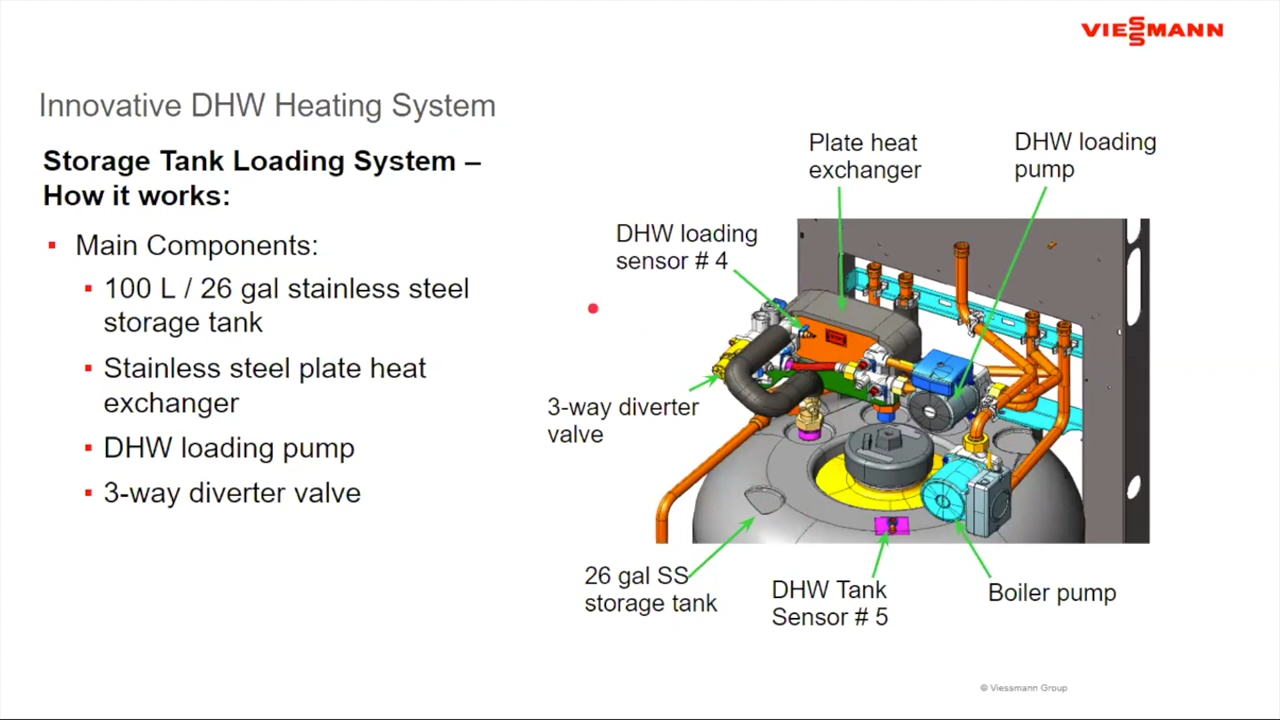 VIESSMANN
Innovative DHW Heating System
Storage Tank Loading System –
How it works:
Main Components:
100 L / 26 gal stainless steel
storage tank
Stainless steel plate heat
exchanger
DHW loading pump
3-way diverter valve
Plate heat
exchanger
DHW loading
pump
DHW loading
sensor # 4
3-way diverter
valve
26 gal SS
storage tank
DHW Tank
Sensor # 5
Boiler pump
© Viessmann Group